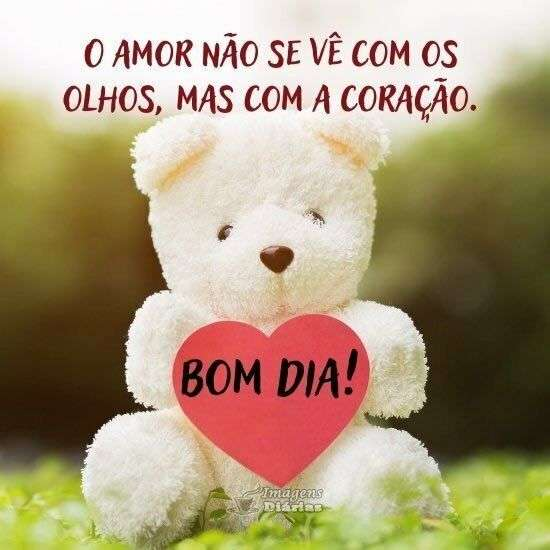 O AMOR NÃO SE VÊ COM OS
OLHOS, MAS COM A CORAÇÃO.
BOM DIA!
Imagens
Diárias